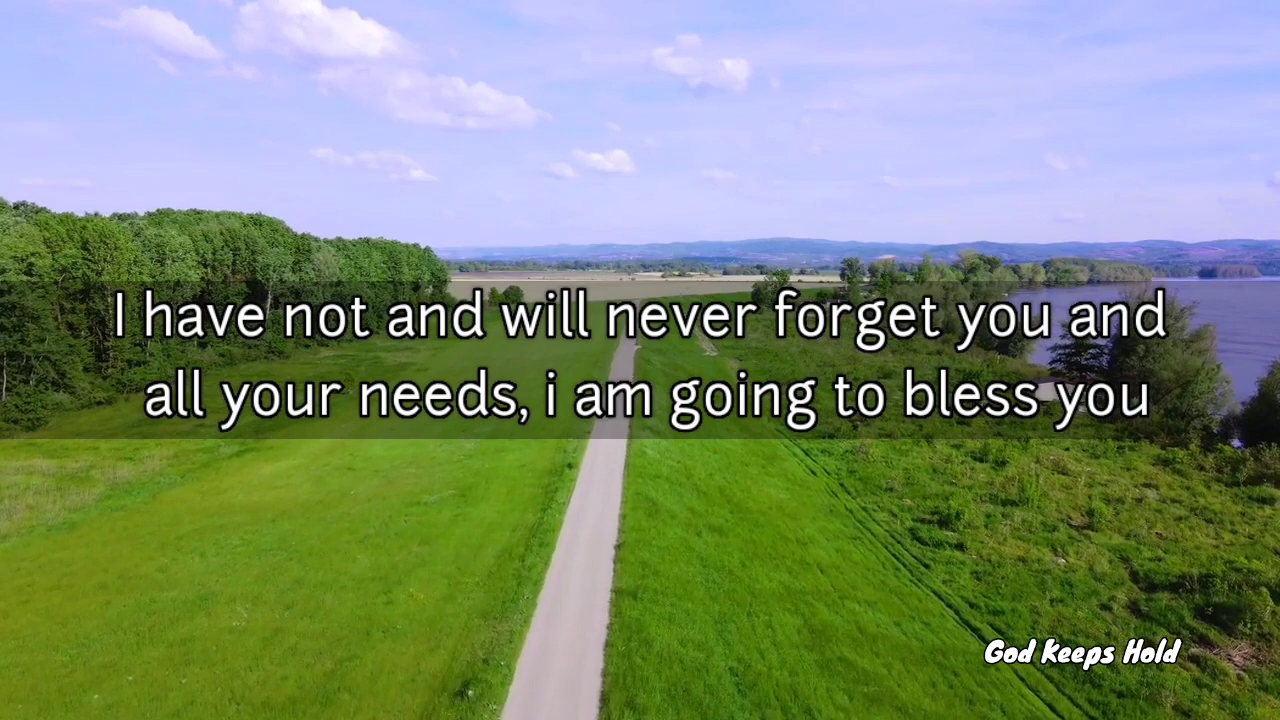 I have not and will never forget you and
all your needs, i am going to bless you
God Keeps Hold